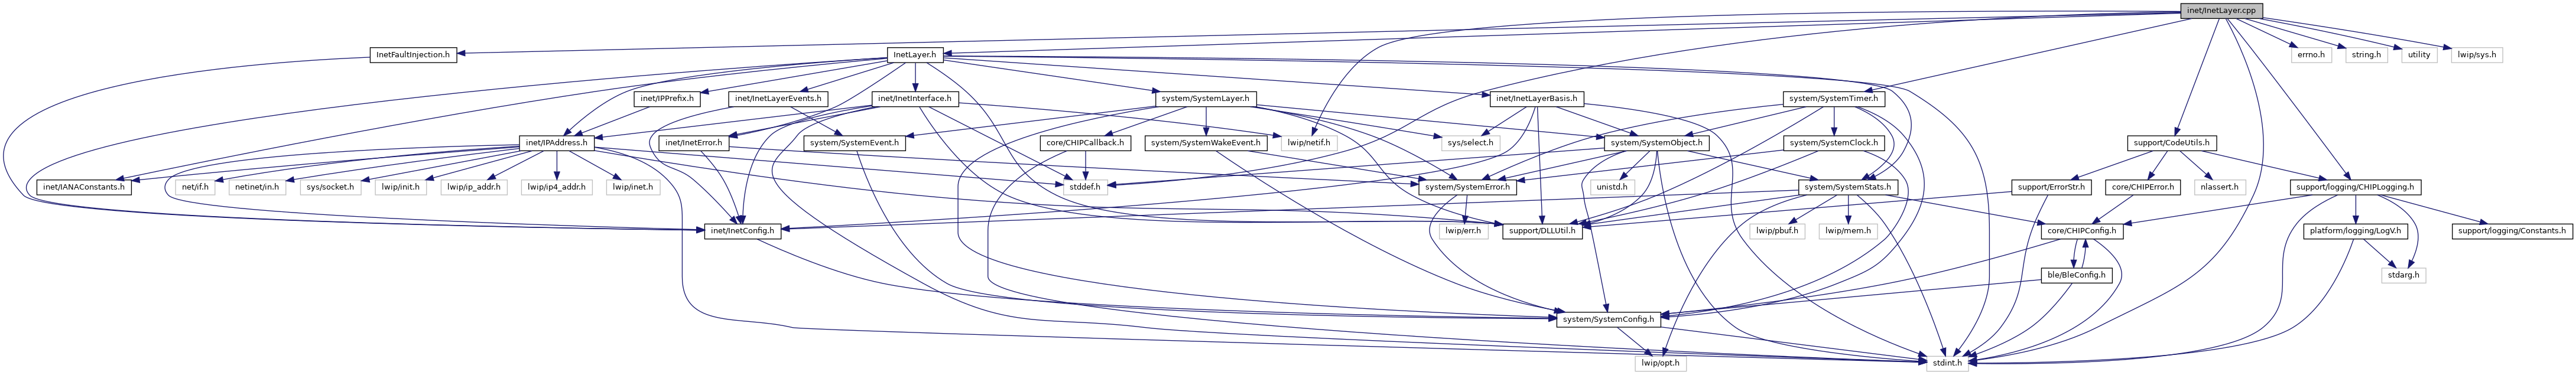 inet/InetLayer.cpp
InetFaultInjection.h
InetLayer.h
errno.h
string.h
utility
lwip/sys.h
inet/IPPrefix.h
inet/InetLayerEvents.h
inet/InetInterface.h
system/SystemLayer.h
inet/InetLayerBasis.h
system/SystemTimer.h
inet/IPAddress.h
inet/InetError.h
system/SystemEvent.h
core/CHIPCallback.h
system/SystemWakeEvent.h
lwip/netif.h
sys/select.h
system/SystemObject.h
system/SystemClock.h
support/CodeUtils.h
inet/IANAConstants.h
net/if.h
netinet/in.h
sys/socket.h
lwip/init.h
lwip/ip_addr.h
lwip/ip4_addr.h
lwip/inet.h
stddef.h
system/SystemError.h
unistd.h
system/SystemStats.h
support/ErrorStr.h
core/CHIPError.h
nlassert.h
support/logging/CHIPLogging.h
inet/InetConfig.h
lwip/err.h
support/DLLUtil.h
lwip/pbuf.h
lwip/mem.h
core/CHIPConfig.h
platform/logging/LogV.h
support/logging/Constants.h
ble/BleConfig.h
stdarg.h
system/SystemConfig.h
lwip/opt.h
stdint.h